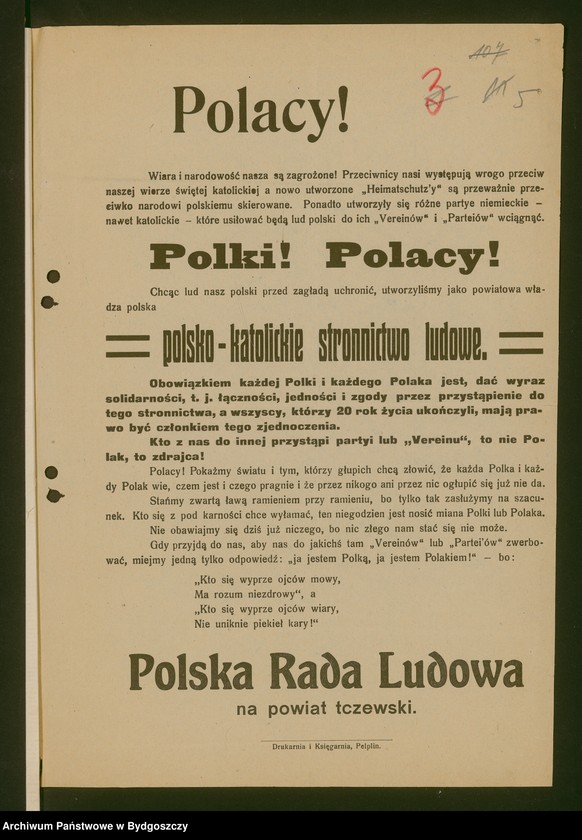 107
3
11 5
Polacy!
Wiara i narodowość nasza są zagrożone! Przeciwnicy nasi występują wrogo przeciw
naszej wierze świętej katolickiej a nowo utworzone „Heimatschutz'y” są przeważnie prze-
ciwko narodowi polskiemu skierowane. Ponadto utworzyły się różne partye niemieckie –
nawet katolickie – które usiłować będą lud polski do ich „Vereinów” i „Parteiów” wciągnąć.
Polki! Polacy!
Chcąc lud nasz polski przed zagładą uchronić, utworzyliśmy jako powiatowa wła-
dza polska
polsko-katolickie stronnictwo ludowe.
Obowiązkiem każdej Polki i każdego Polaka jest, dać wyraz
solidarności, t. j. łączności, jedności i zgody przez przystąpienie do
tego stronnictwa, a wszyscy, którzy 20 rok życia ukończyli, mają pra-
wo być członkiem tego zjednoczenia.
Kto z nas do innej przystąpi partyi lub „Vereinu”, to nie Po-
lak, to zdrajca!
Polacy! Pokażmy światu i tym, którzy głupich chcą złowić, że każda Polka i każ-
dy Polak wie, czem jest i czego pragnie i że przez nikogo ani przez nic ogłupić się już nie da.
Stańmy zwartą ławą ramieniem przy ramieniu, bo tylko tak zasłużymy na szacu-
nek. Kto się z pod karności chce wyłamać, ten niegodzien jest nosić miana Polki lub Polaka.
Nie obawiajmy się dziś już niczego, bo nic złego nam stać się nie może.
Gdy przyjdą do nas, aby nas do jakichś tam „Vereinów” lub „Partei'ów” zwerbo-
wać, miejmy jedną tylko odpowiedź: „ja jestem Polką, ja jestem Polakiem!” – bo:
„Kto się wyprze ojców mowy,
Ma rozum niezdrowy”, a
„Kto się wyprze ojców wiary,
Nie uniknie piekieł kary!”
Polska Rada Ludowa
na powiat tczewski.
Drukarnia i Księgarnia, Pelplin.
Archiwum Państwowe w Bydgoszczy